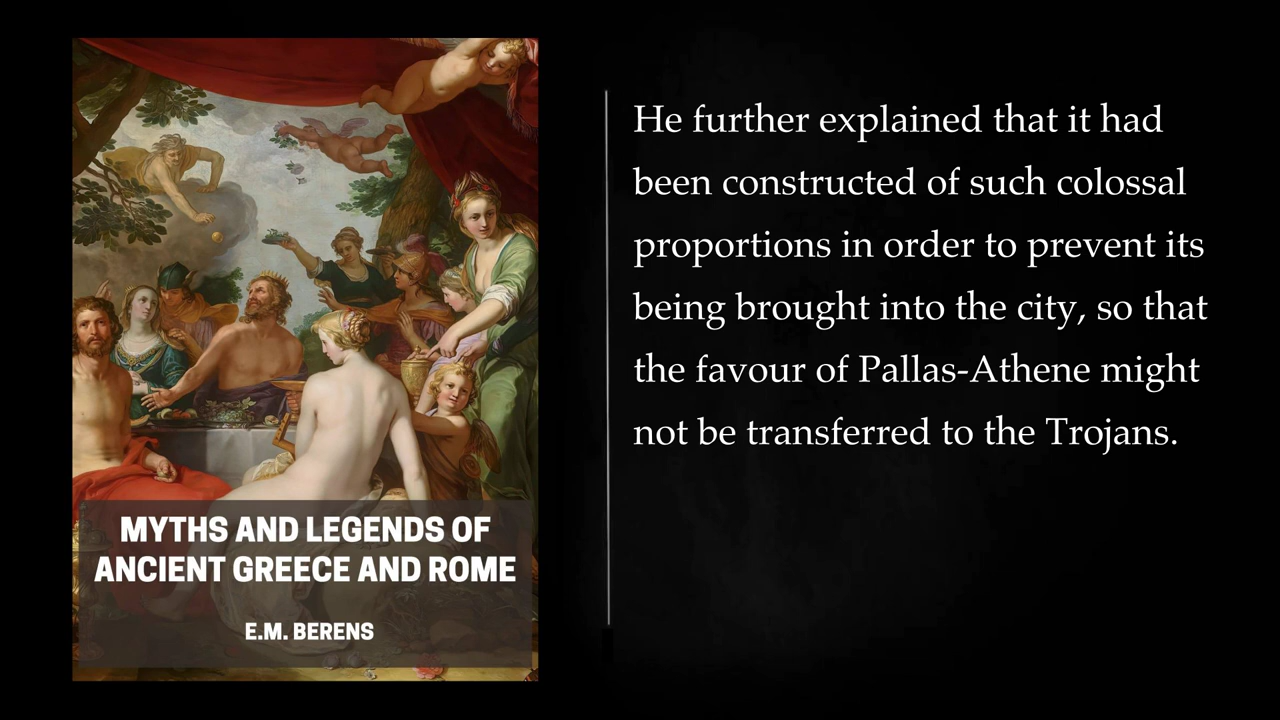 MYTHS AND LEGENDS OF
ANCIENT GREECE AND ROME
E.M. BERENS
He further explained that it had
been constructed of such colossal
proportions in order to prevent its
being brought into the city, so that
the favour of Pallas-Athene might
not be transferred to the Trojans.